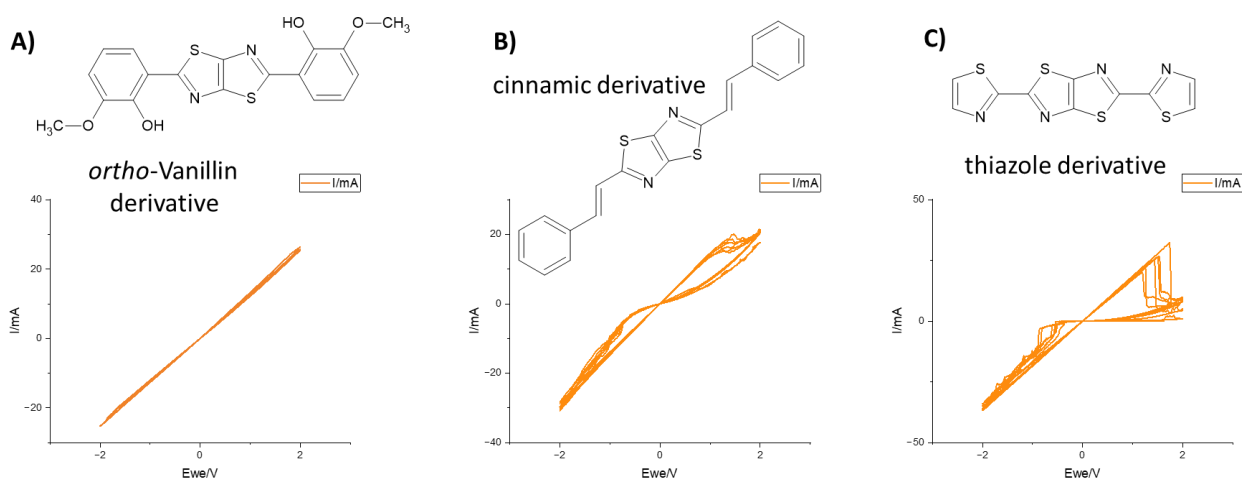 A)
HO
O
CH₃
S
N
N
S
H₃C
O
OH
ortho-Vanillin
derivative
I/mA
40
20
0
−20
I/mA
−2
0
2
Ewe/V
B)
cinnamic derivative
N
S
S
N
I/mA
20
0
−20
−40
I/mA
−2
0
2
Ewe/V
C)
S
S
N
N
N
N
S
S
thiazole derivative
I/mA
50
0
−50
I/mA
−2
0
2
Ewe/V